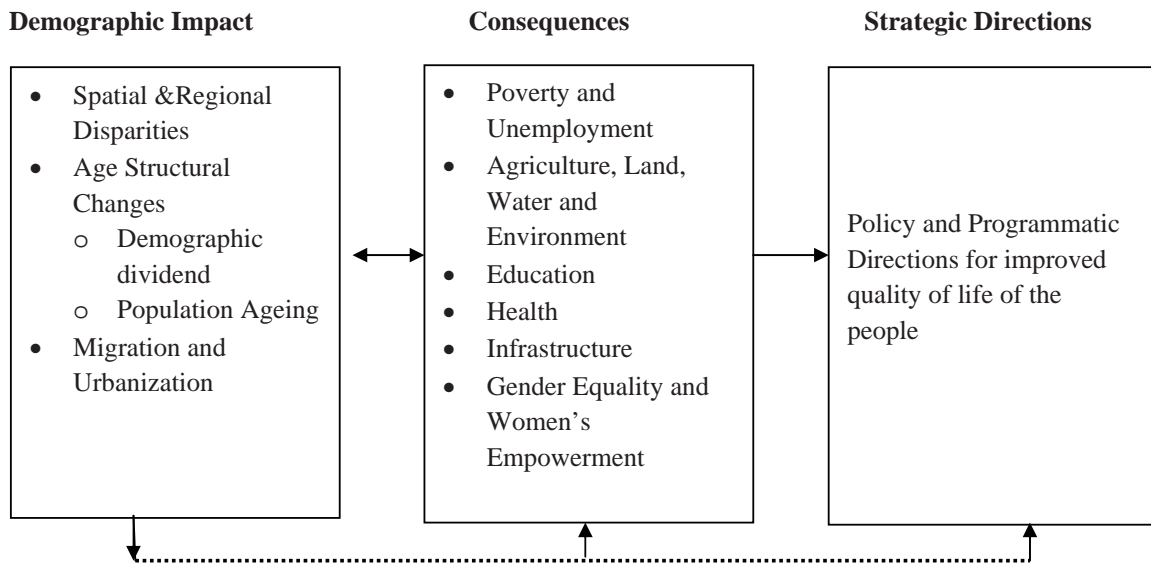 Demographic Impact
Consequences
Strategic Directions
• Spatial &Regional
Disparities
• Age Structural
Changes
o Demographic
dividend
o Population Ageing
• Migration and
Urbanization
• Poverty and
Unemployment
• Agriculture, Land,
Water and
Environment
• Education
• Health
• Infrastructure
• Gender Equality and
Women’s
Empowerment
Policy and Programmatic
Directions for improved
quality of life of the
people